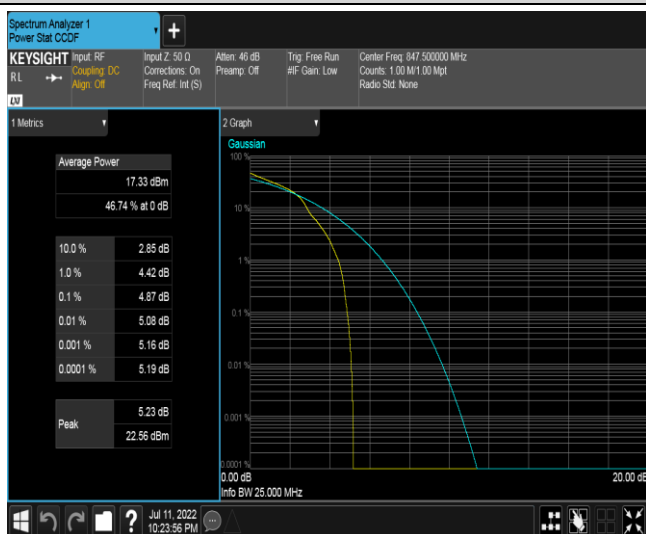 Spectrum Analyzer 1
Power Stat CCDF
+
KEYSIGHT
R L
LXI
Input: RF
Coupling: DC
Align: Off
Input Z: 50 Ω
Corrections: On
Freq Ref: Int (S)
Atten: 46 dB
Preamp: Off
Trig: Free Run
#IF Gain: Low
Center Freq: 847.500000 MHz
Counts: 1.00 M/1.00 Mpt
Radio Std: None
1 Metrics
Average Power
17.33 dBm
46.74 % at 0 dB
10.0 % 2.85 dB
1.0 % 4.42 dB
0.1 % 4.87 dB
0.01 % 5.08 dB
0.001 % 5.16 dB
0.0001 % 5.19 dB
Peak
5.23 dB
22.56 dBm
2 Graph
Gaussian
100 %
10 %
1 %
0.1 %
0.01 %
0.001 %
0.0001 %
0.00 dB 20.00 dB
Info BW 25.000 MHz
?
Jul 11, 2022
10:23:56 PM